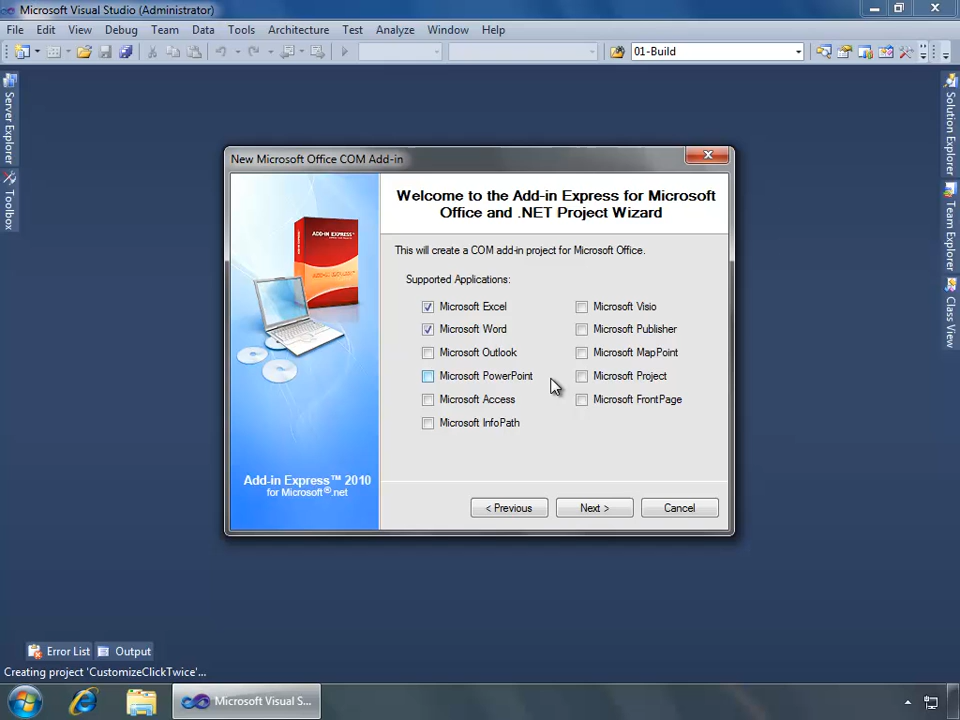 Microsoft Visual Studio (Administrator)
File Edit View Debug Team Data Tools Architecture Test Analyze Window Help
01-Build
Server Explorer
Toolbox
Solution Explorer
Team Explorer
Class View
New Microsoft Office COM Add-in
ADD-IN EXPRESS
Welcome to the Add-in Express for Microsoft
Office and .NET Project Wizard
This will create a COM add-in project for Microsoft Office.
Supported Applications:
Microsoft Excel
Microsoft Word
Microsoft Outlook
Microsoft PowerPoint
Microsoft Access
Microsoft InfoPath
Microsoft Visio
Microsoft Publisher
Microsoft MapPoint
Microsoft Project
Microsoft FrontPage
Add-in Express™ 2010
for Microsoft®.net
< Previous Next > Cancel
Error List Output
Creating project 'CustomizeClickTwice'...
Microsoft Visual S...